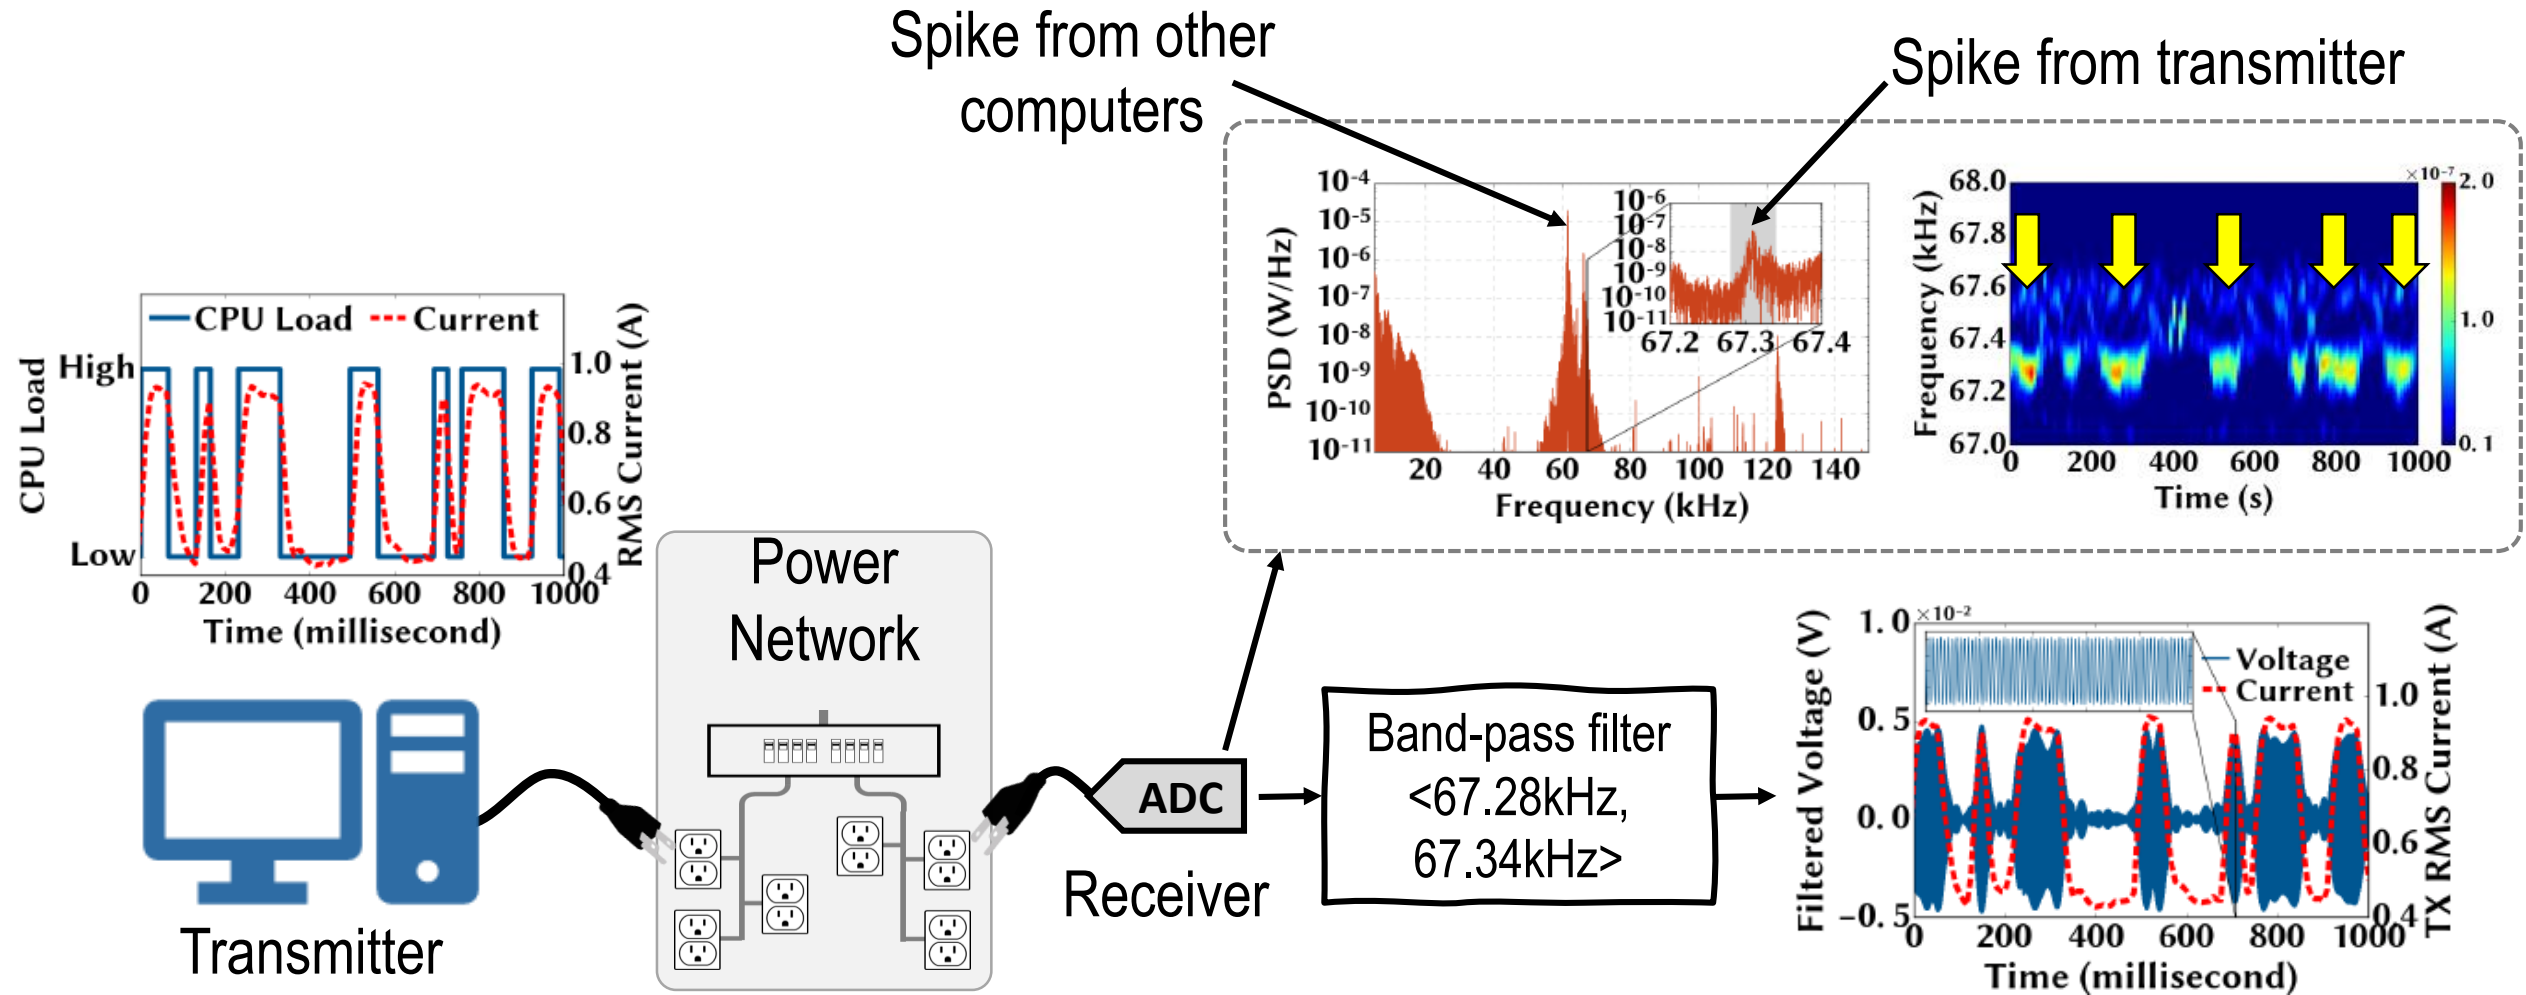 Spike from other
computers
Spike from transmitter
CPU Load
Current
CPU Load
High
Low
1.0
0.8
0.6
0.4
RMS Current (A)
0 200 400 600 800 1000
Time (millisecond)
Transmitter
Power
Network
ADC
Receiver
PSD (W/Hz)
10-4
10-5
10-6
10-7
10-8
10-9
10-10
10-11
20 40 60 80 100 120 140
Frequency (kHz)
10-6
10-7
10-8
10-9
10-10
10-11
67.2 67.3 67.4
Frequency (kHz)
68.0
67.8
67.6
67.4
67.2
67.0
0 200 400 600 800 1000
Time (s)
×10-7
2.0
1.0
0.1
Band-pass filter
<67.28kHz,
67.34kHz>
Filtered Voltage (V)
×10-2
1.0
0.5
0.0
−0.5
Voltage
Current
1.0
0.8
0.6
0.4
TX RMS Current (A)
0 200 400 600 800 1000
Time (millisecond)